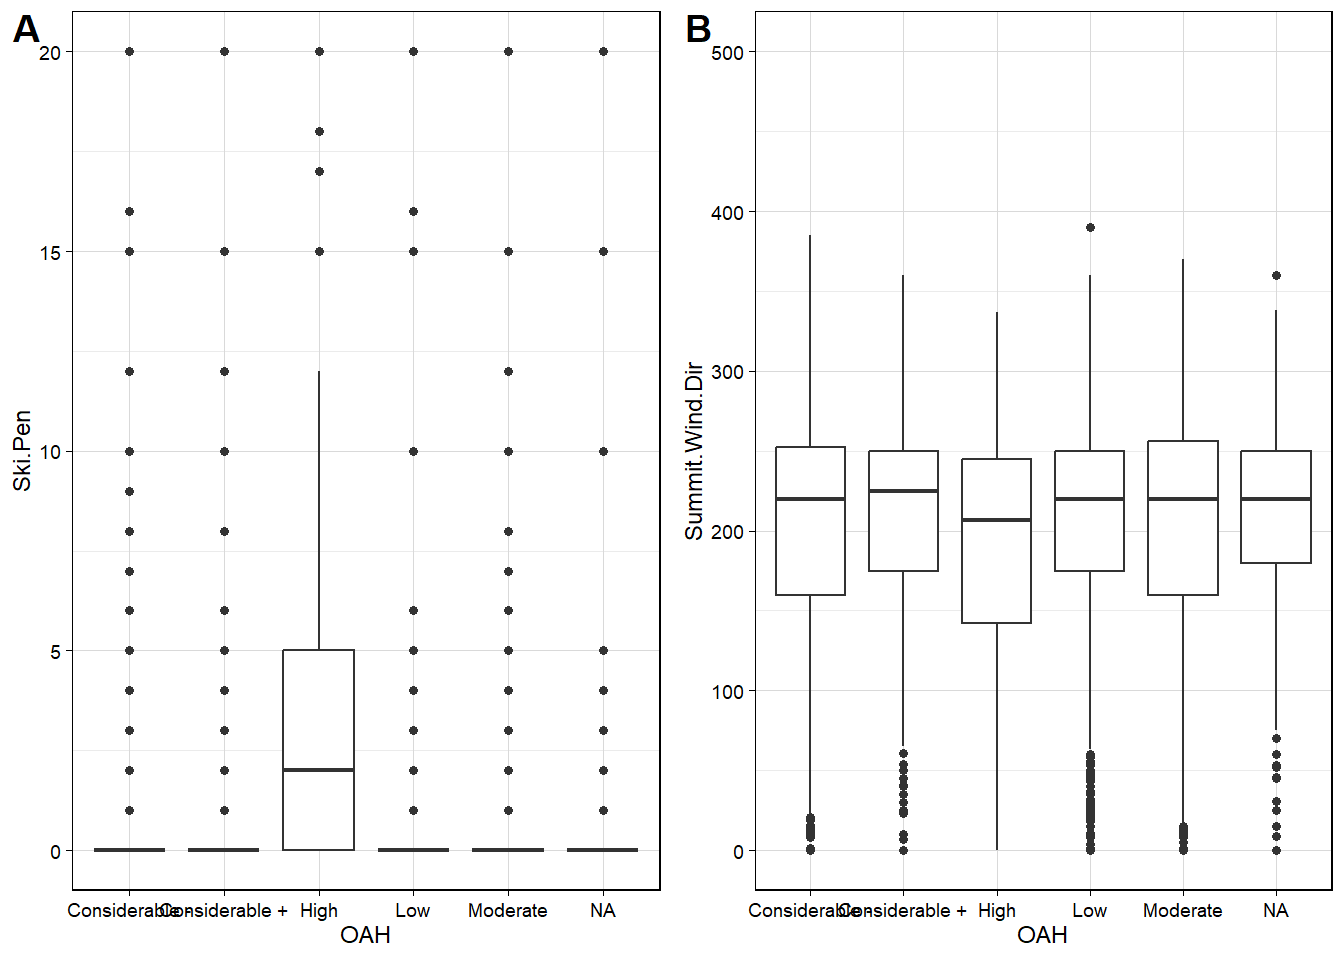 A
Ski.Pen
20
15
10
5
0
Considerable -
Considerable +
High
Low
Moderate
NA
OAH
B
Summit.Wind.Dir
500
400
300
200
100
0
Considerable -
Considerable +
High
Low
Moderate
NA
OAH